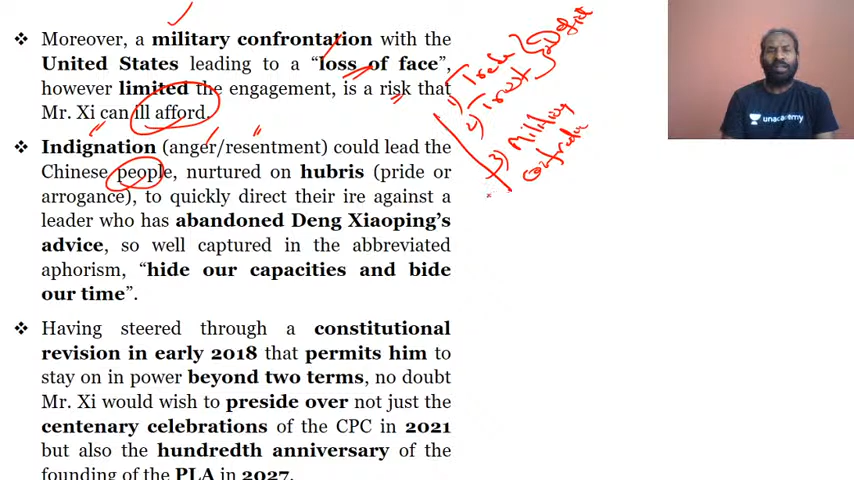 ❖ Moreover, a military confrontation with the
United States leading to a “loss of face”,
however limited the engagement, is a risk that
Mr. Xi can ill afford.
❖ Indignation (anger/resentment) could lead the
Chinese people, nurtured on hubris (pride or
arrogance), to quickly direct their ire against a
leader who has abandoned Deng Xiaoping’s
advice, so well captured in the abbreviated
aphorism, “hide our capacities and bide
our time”.
❖ Having steered through a constitutional
revision in early 2018 that permits him to
stay on in power beyond two terms, no doubt
Mr. Xi would wish to preside over not just the
centenary celebrations of the CPC in 2021
but also the hundredth anniversary of the
founding of the PLA in 2027.
1) Trade
2) Trust
3) Military
unacademy